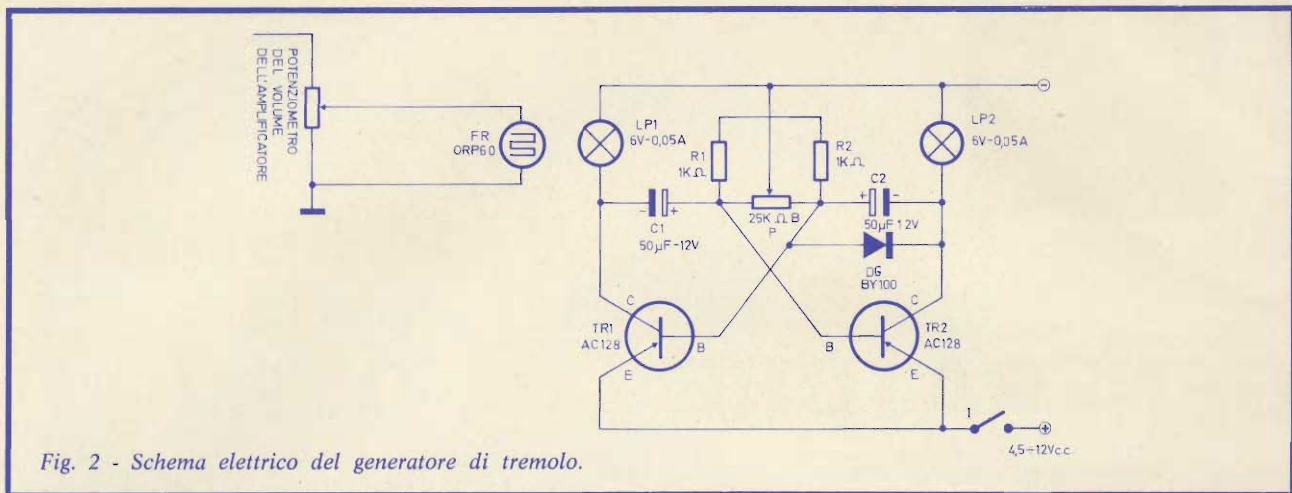 POTENZIOMETRO
DEL VOLUME
DELL'AMPLIFICATORE
FR
ORP60
LP1
6V-0,05A
R1
1KΩ
R2
1KΩ
LP2
6V-0,05A
C1
50µF-12V
25KΩ B
P
C2
50µF 12V
DG
BY100
C
TR1
AC128
B
E
C
TR2
AC128
B
E
I
4,5÷12Vc.c.
Fig. 2 - Schema elettrico del generatore di tremolo.